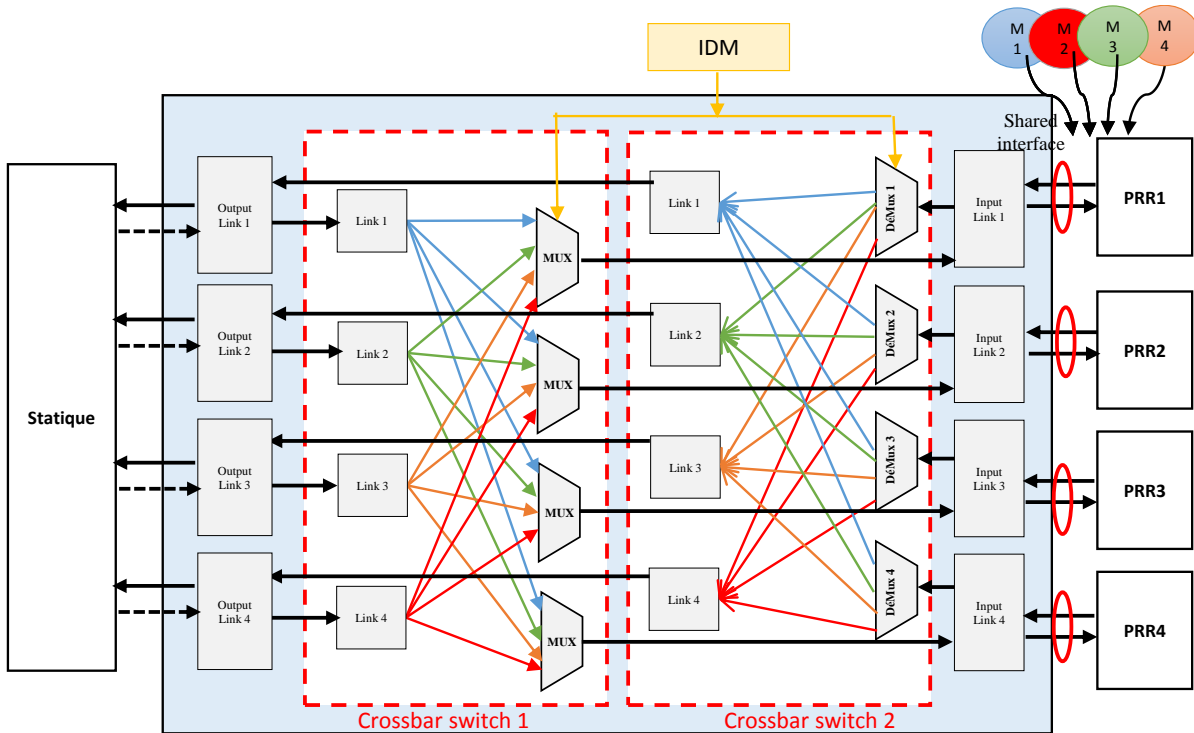 IDM
M
1
M
2
M
3
M
4
Shared
interface
Statique
Output
Link 1
Link 1
MUX
Link 1
DéMux 1
Input
Link 1
PRR1
Output
Link 2
Link 2
MUX
Link 2
DéMux 2
Input
Link 2
PRR2
Output
Link 3
Link 3
MUX
Link 3
DéMux 3
Input
Link 3
PRR3
Output
Link 4
Link 4
MUX
Link 4
DéMux 4
Input
Link 4
PRR4
Crossbar switch 1
Crossbar switch 2